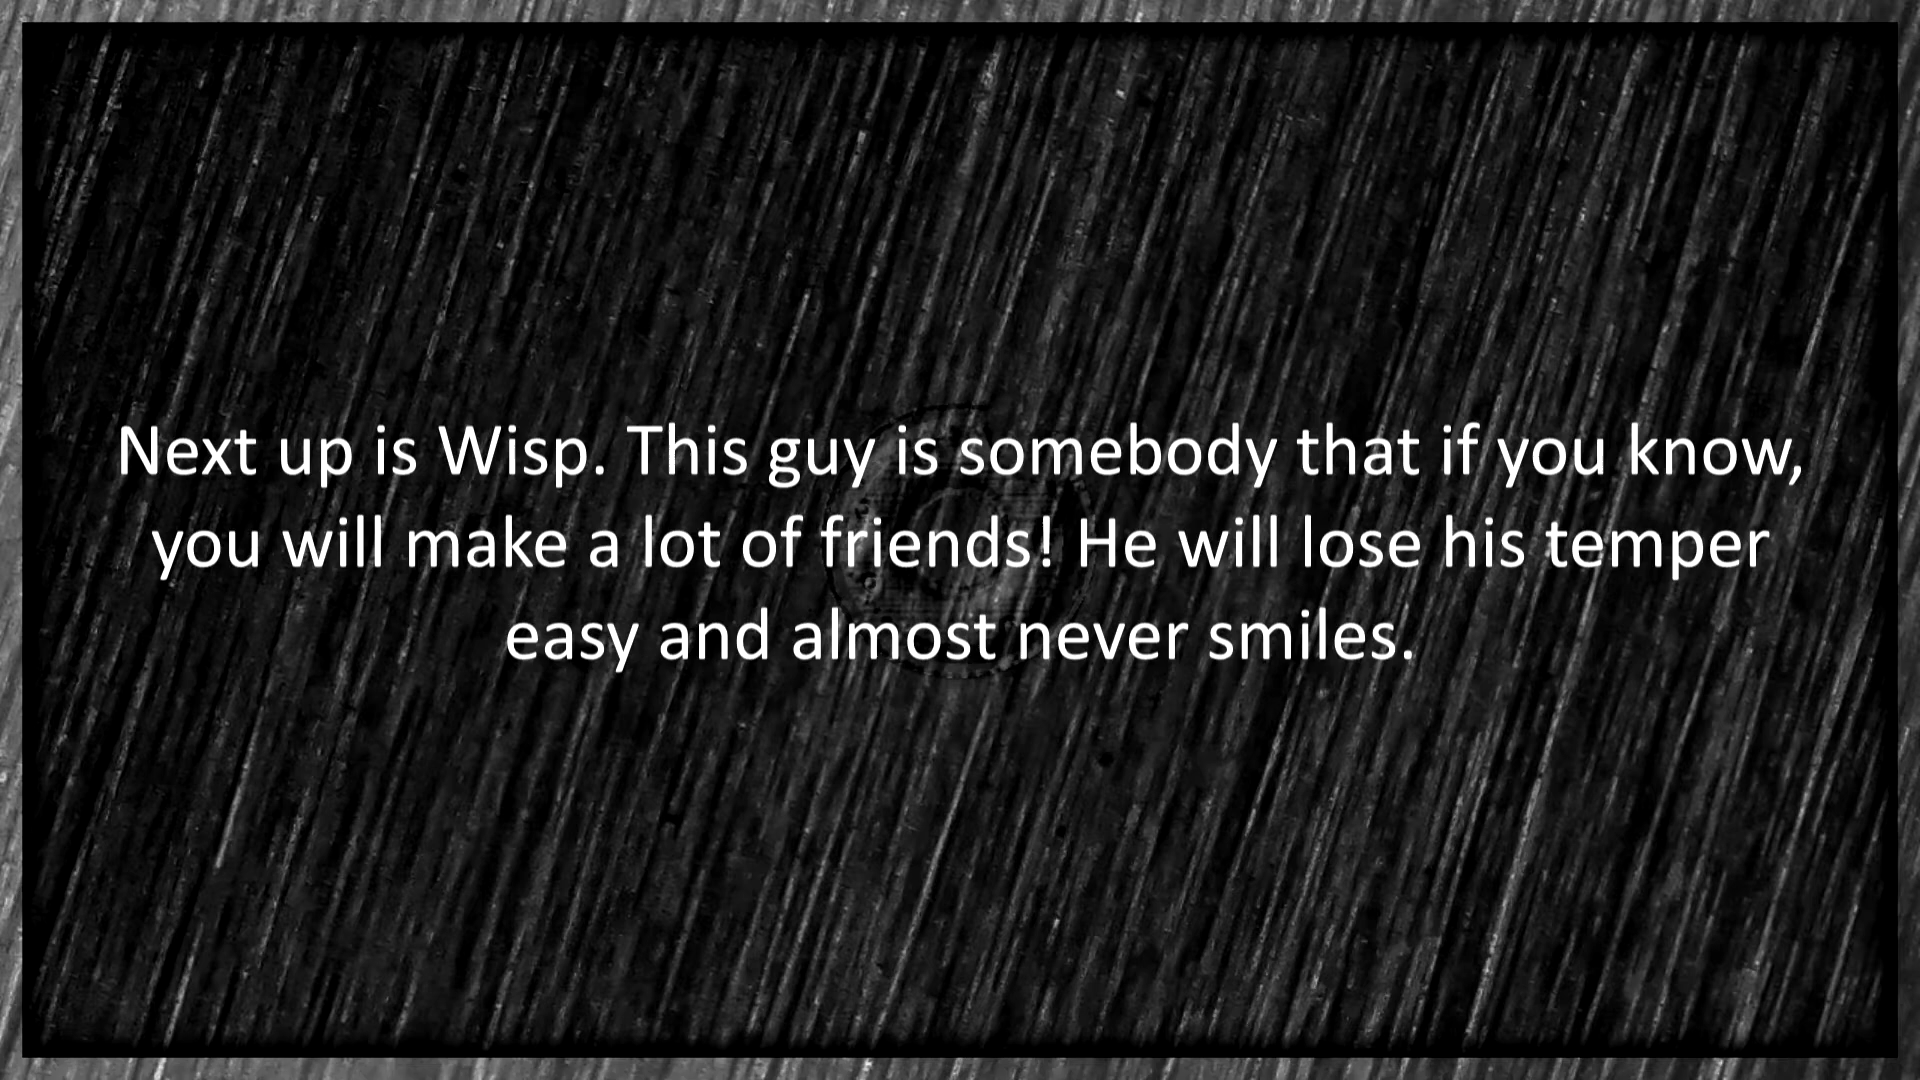 Next up is Wisp. This guy is somebody that if you know,
you will make a lot of friends! He will lose his temper
easy and almost never smiles.